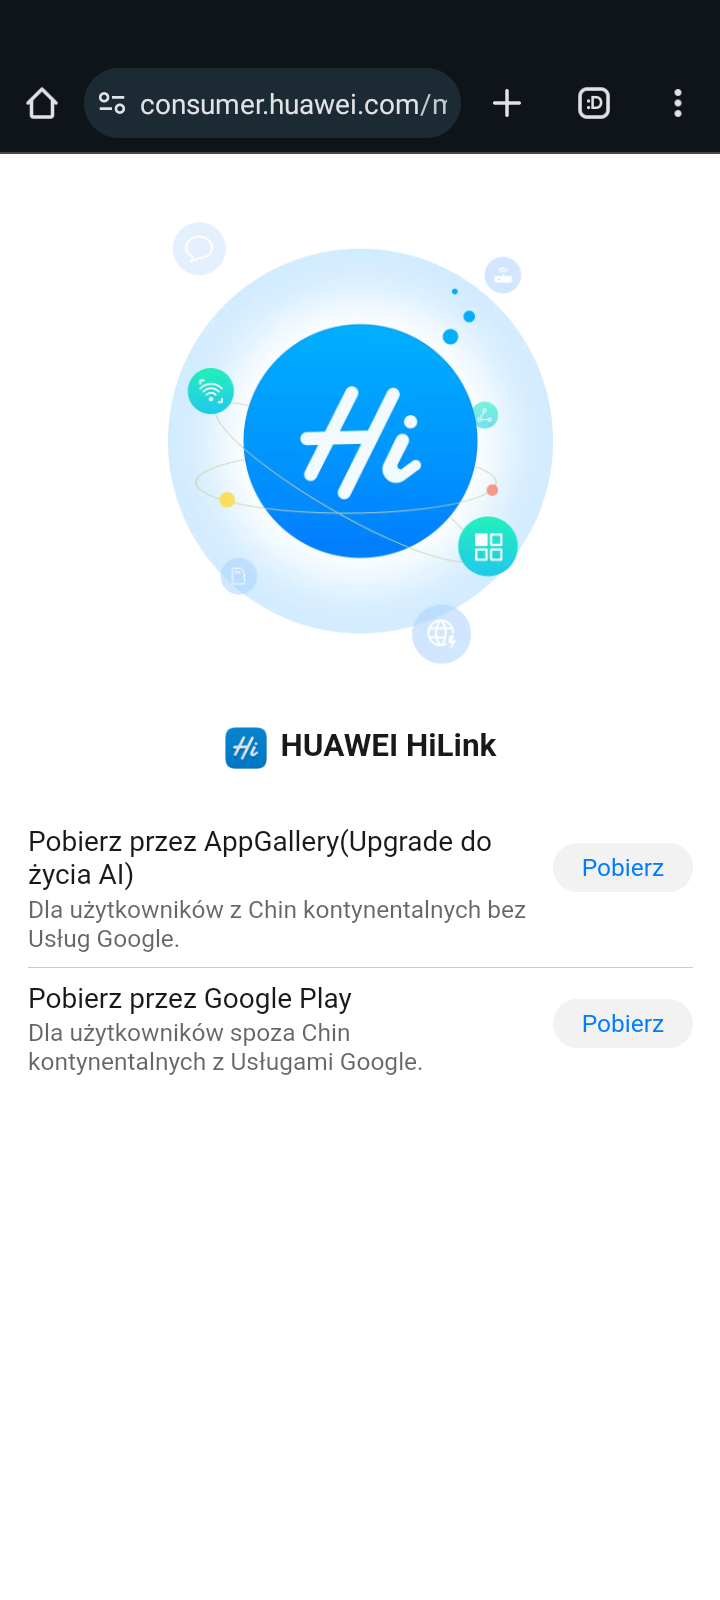 consumer.huawei.com/m
:D
Hi
Hi HUAWEI HiLink
Pobierz przez AppGallery(Upgrade do
życia AI)
Pobierz
Dla użytkowników z Chin kontynentalnych bez
Usług Google.
Pobierz przez Google Play
Pobierz
Dla użytkowników spoza Chin
kontynentalnych z Usługami Google.